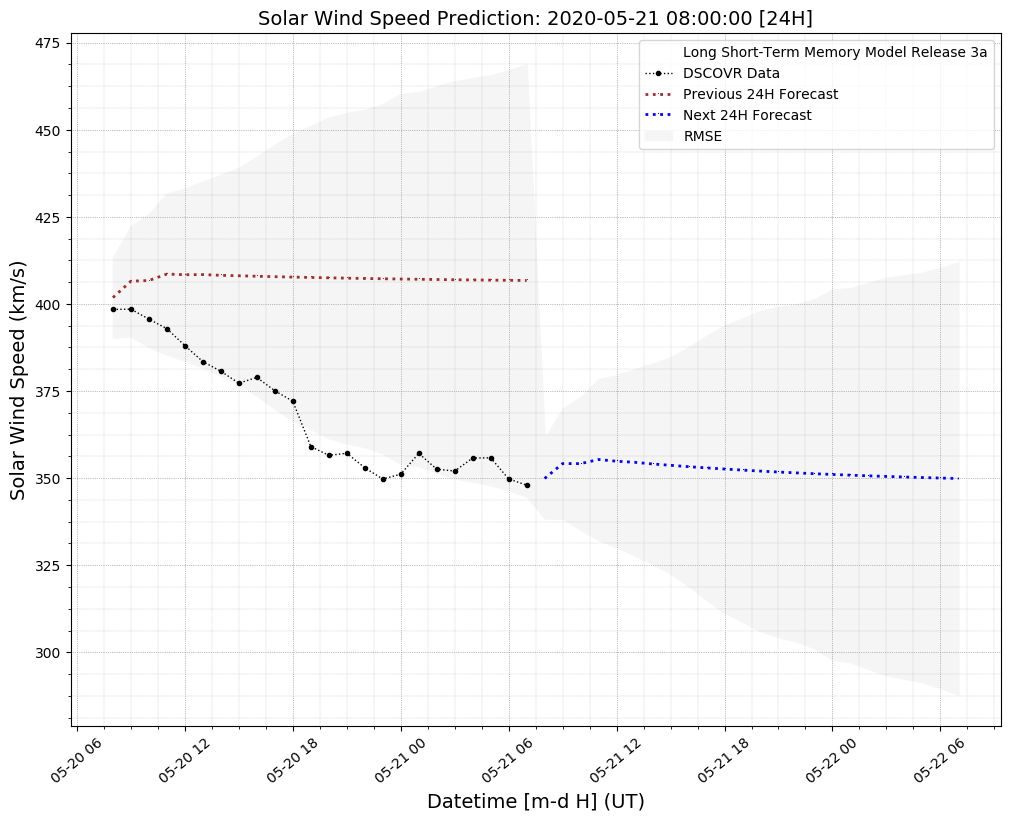 Solar Wind Speed Prediction: 2020-05-21 08:00:00 [24H]
Long Short-Term Memory Model Release 3a
DSCOVR Data
Previous 24H Forecast
Next 24H Forecast
RMSE
Solar Wind Speed (km/s)
475
450
425
400
375
350
325
300
05-20 06
05-20 12
05-20 18
05-21 00
05-21 06
05-21 12
05-21 18
05-22 00
05-22 06
Datetime [m-d H] (UT)